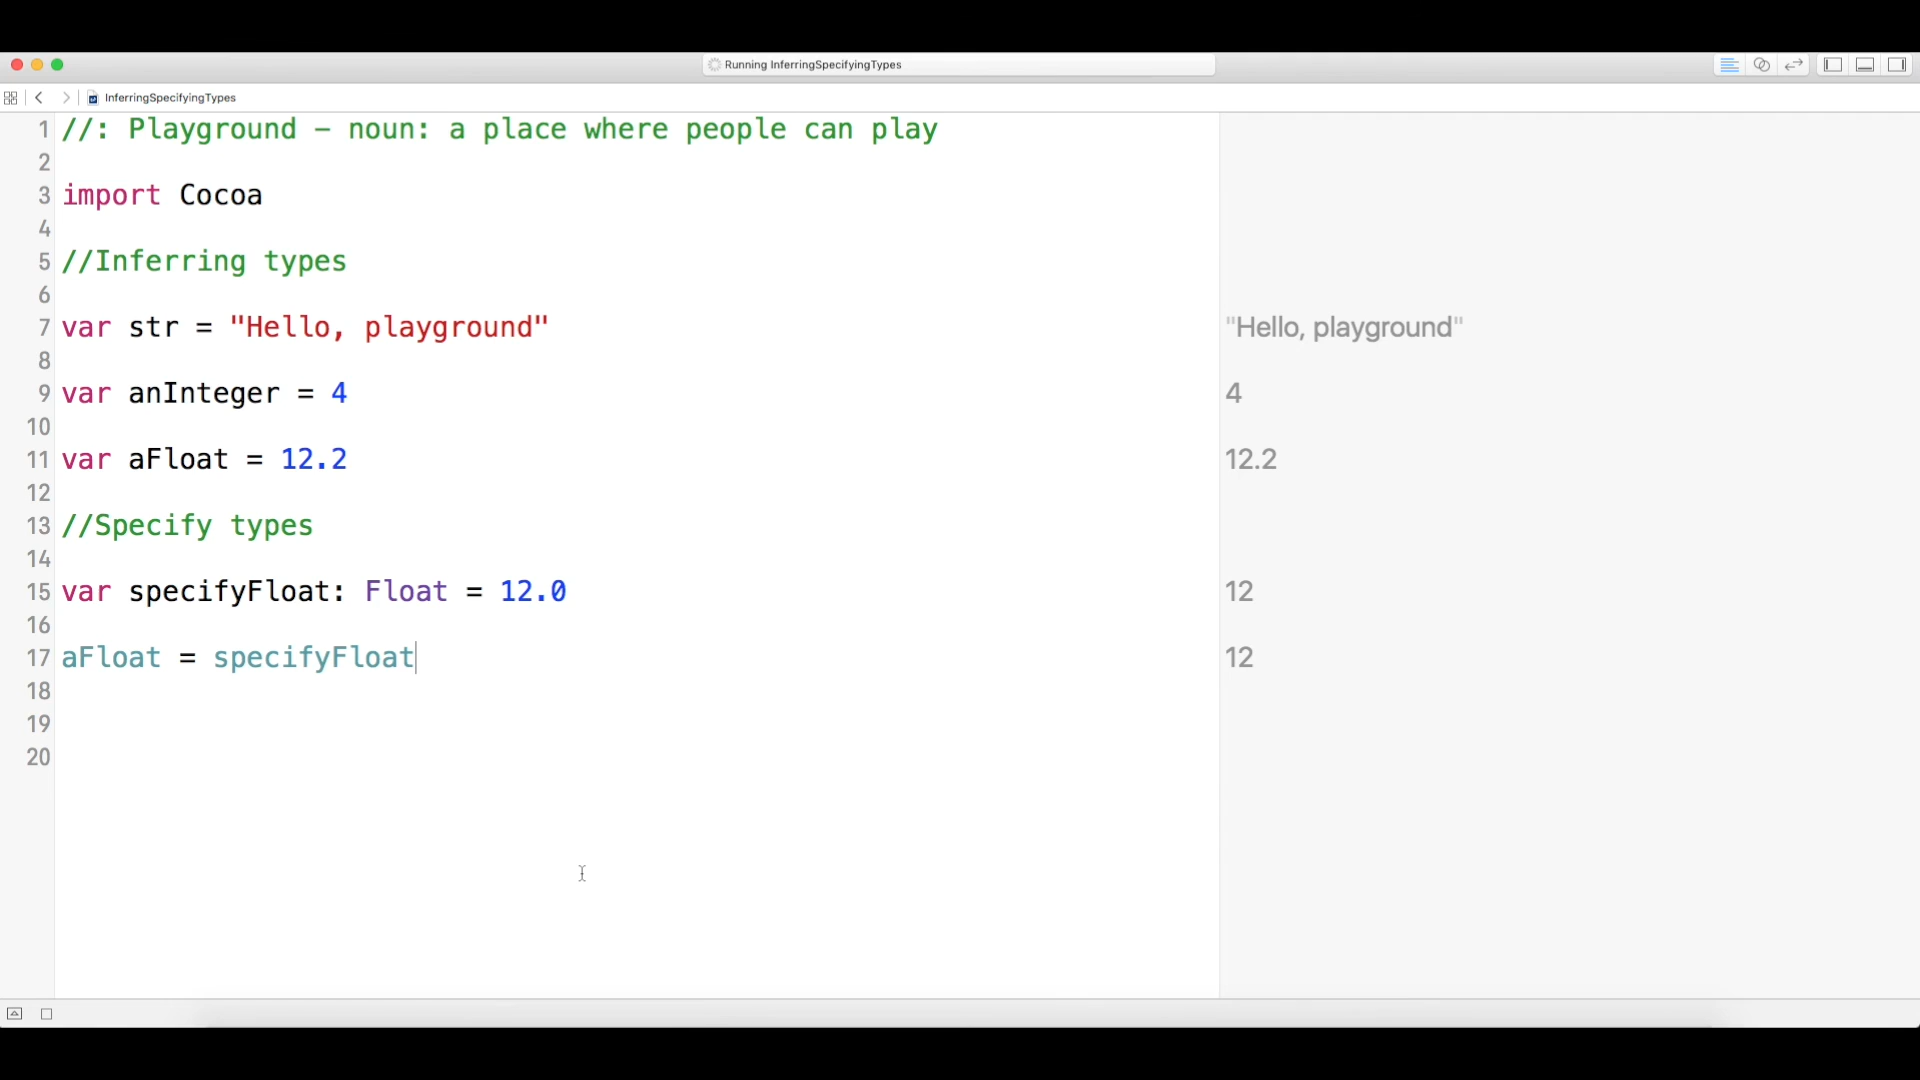 Running InferringSpecifyingTypes
InferringSpecifyingTypes
1 //: Playground – noun: a place where people can play
2
3 import Cocoa
4
5 //Inferring types
6
7 var str = "Hello, playground" "Hello, playground"
8
9 var anInteger = 4 4
10
11 var aFloat = 12.2 12.2
12
13 //Specify types
14
15 var specifyFloat: Float = 12.0 12
16
17 aFloat = specifyFloat 12
18
19
20